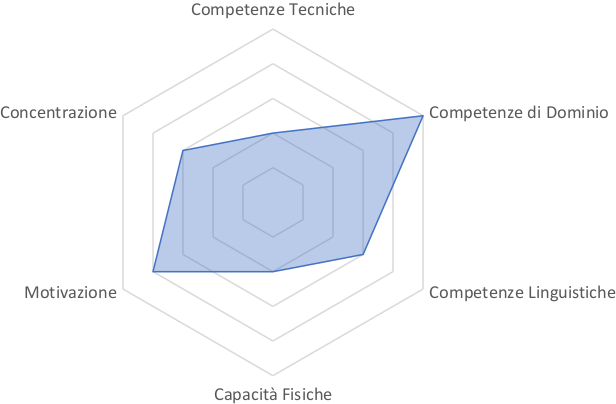 Competenze Tecniche
Concentrazione
Competenze di Dominio
Motivazione
Competenze Linguistiche
Capacità Fisiche